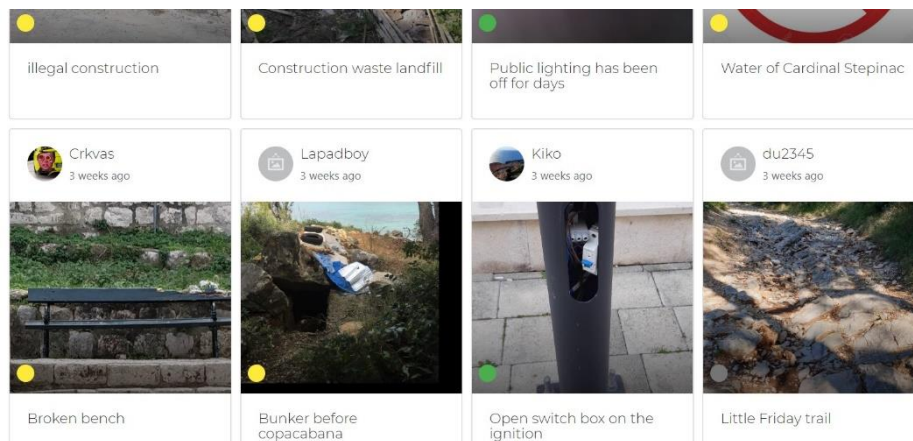 illegal construction
Construction waste landfill
Public lighting has been
off for days
Water of Cardinal Stepinac
Crkvas
3 weeks ago
Lapadboy
3 weeks ago
Kiko
3 weeks ago
du2345
3 weeks ago
Broken bench
Bunker before
copacabana
Open switch box on the
ignition
Little Friday trail